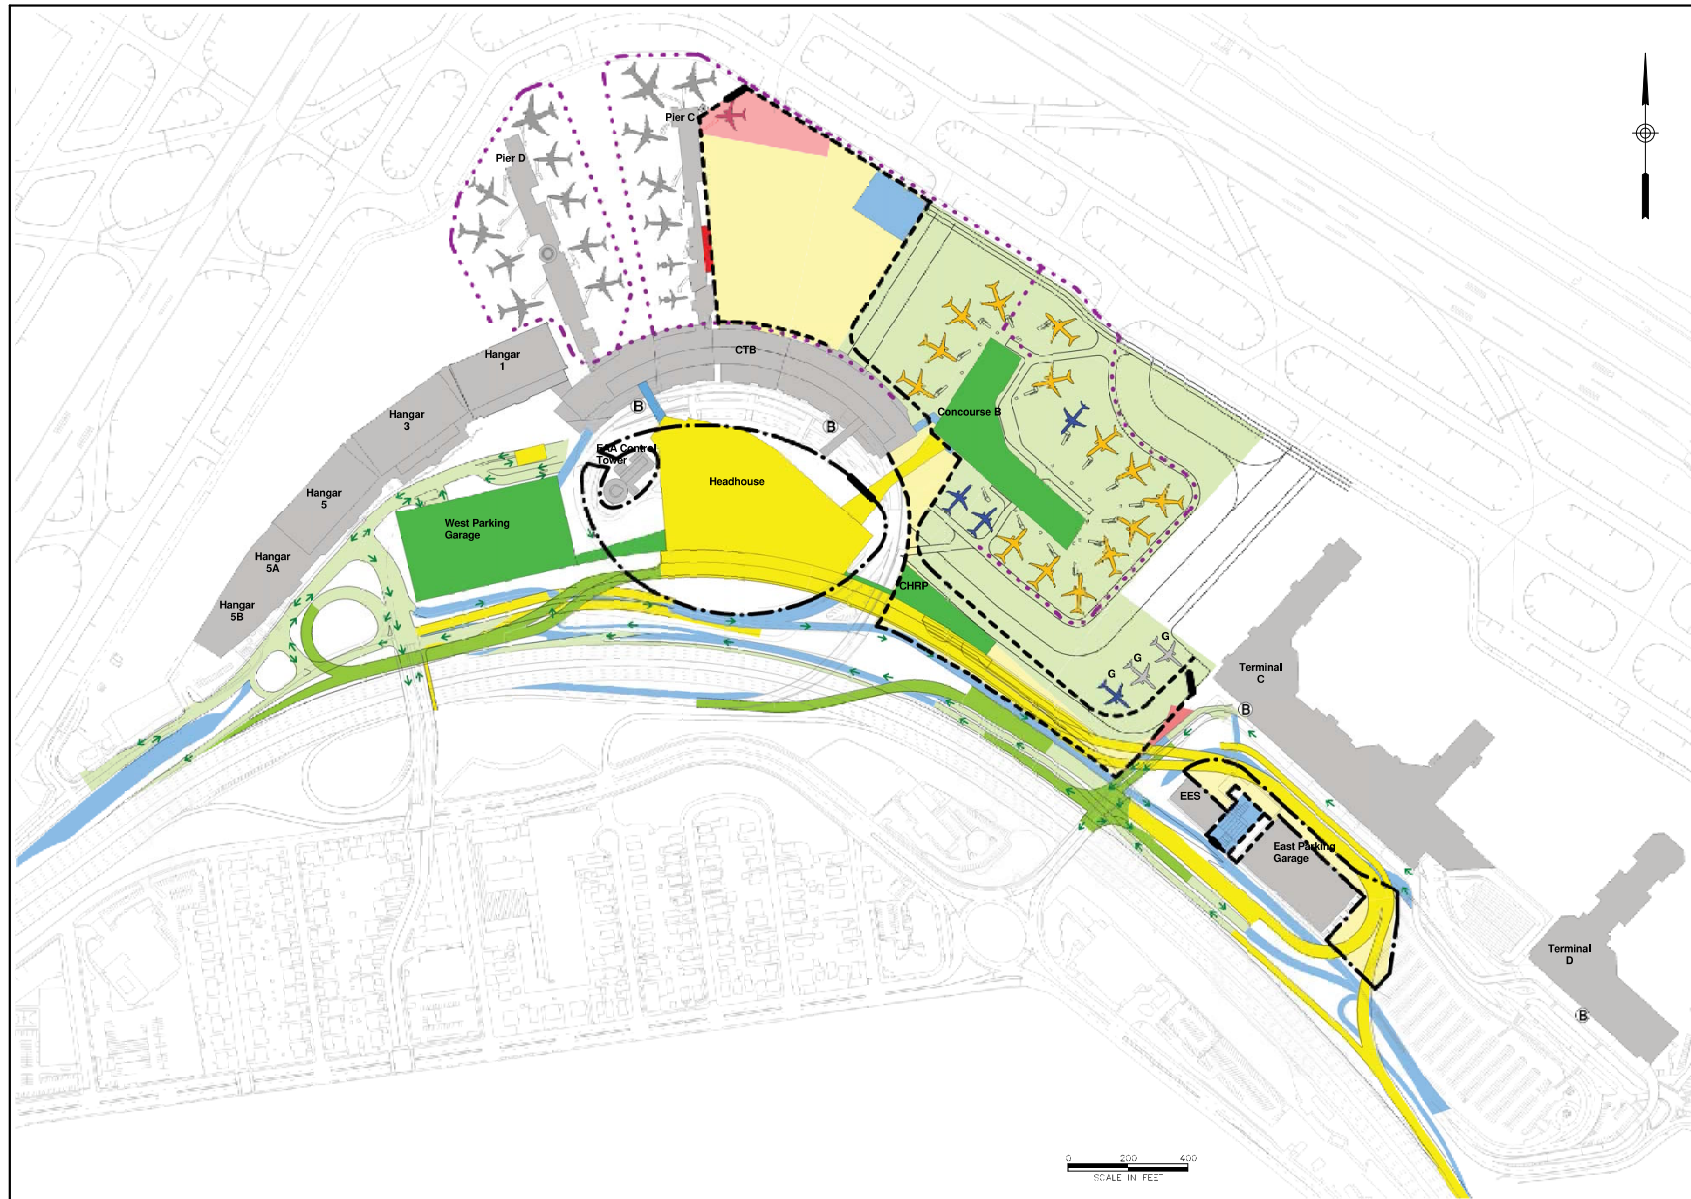 Pier C
Pier D
Hangar
1
CTB
Hangar
3
B
B
Concourse B
FAA Control
Tower
Headhouse
Hangar
5
West Parking
Garage
Hangar
5A
CHRP
Hangar
5B
G
G
G
Terminal
C
B
EES
East Parking
Garage
Terminal
D
B
0 200 400
SCALE IN FEET